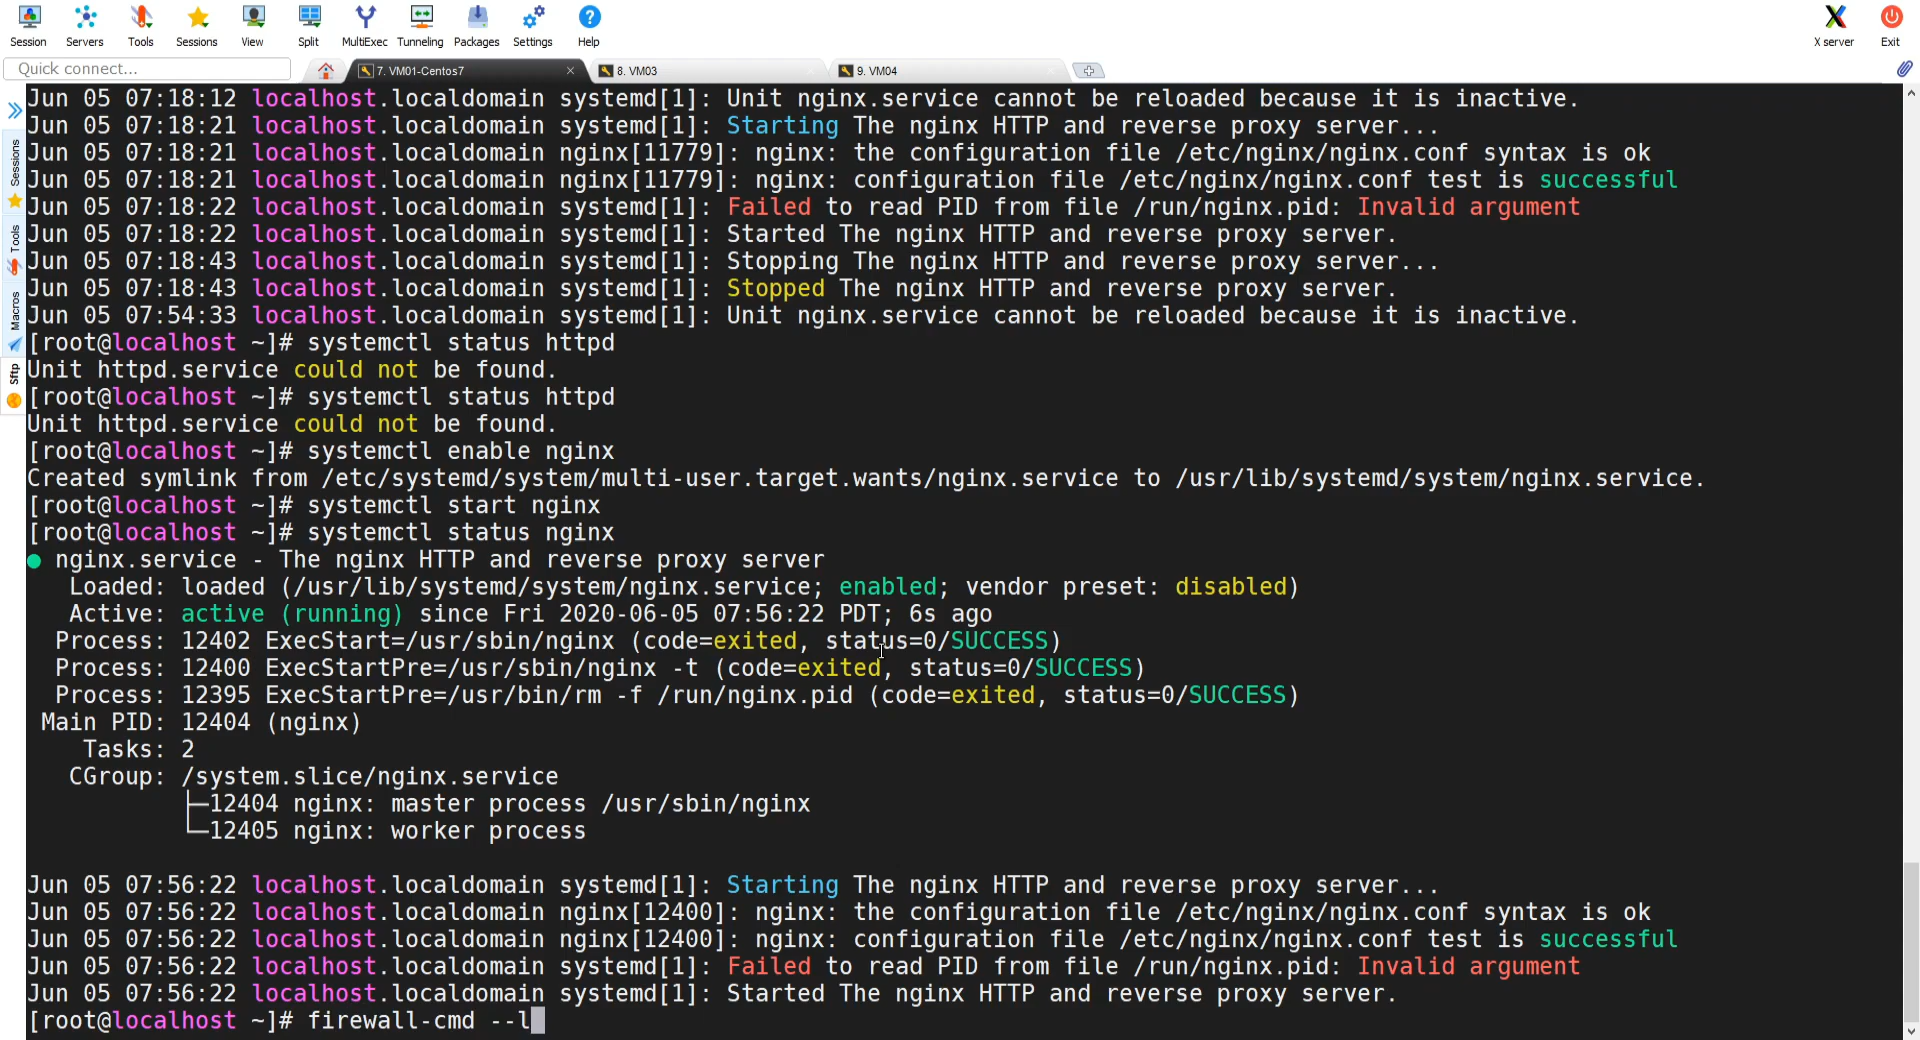 Session Servers Tools Sessions View Split MultiExec Tunneling Packages Settings Help X server Exit
Quick connect... 7. VM01-Centos7 8. VM03 9. VM04
Sessions
Tools
Macros
Sftp
Jun 05 07:18:12 localhost.localdomain systemd[1]: Unit nginx.service cannot be reloaded because it is inactive.
Jun 05 07:18:21 localhost.localdomain systemd[1]: Starting The nginx HTTP and reverse proxy server...
Jun 05 07:18:21 localhost.localdomain nginx[11779]: nginx: the configuration file /etc/nginx/nginx.conf syntax is ok
Jun 05 07:18:21 localhost.localdomain nginx[11779]: nginx: configuration file /etc/nginx/nginx.conf test is successful
Jun 05 07:18:22 localhost.localdomain systemd[1]: Failed to read PID from file /run/nginx.pid: Invalid argument
Jun 05 07:18:22 localhost.localdomain systemd[1]: Started The nginx HTTP and reverse proxy server.
Jun 05 07:18:43 localhost.localdomain systemd[1]: Stopping The nginx HTTP and reverse proxy server...
Jun 05 07:18:43 localhost.localdomain systemd[1]: Stopped The nginx HTTP and reverse proxy server.
Jun 05 07:54:33 localhost.localdomain systemd[1]: Unit nginx.service cannot be reloaded because it is inactive.
[root@localhost ~]# systemctl status httpd
Unit httpd.service could not be found.
[root@localhost ~]# systemctl status httpd
Unit httpd.service could not be found.
[root@localhost ~]# systemctl enable nginx
Created symlink from /etc/systemd/system/multi-user.target.wants/nginx.service to /usr/lib/systemd/system/nginx.service.
[root@localhost ~]# systemctl start nginx
[root@localhost ~]# systemctl status nginx
● nginx.service - The nginx HTTP and reverse proxy server
Loaded: loaded (/usr/lib/systemd/system/nginx.service; enabled; vendor preset: disabled)
Active: active (running) since Fri 2020-06-05 07:56:22 PDT; 6s ago
Process: 12402 ExecStart=/usr/sbin/nginx (code=exited, status=0/SUCCESS)
Process: 12400 ExecStartPre=/usr/sbin/nginx -t (code=exited, status=0/SUCCESS)
Process: 12395 ExecStartPre=/usr/bin/rm -f /run/nginx.pid (code=exited, status=0/SUCCESS)
Main PID: 12404 (nginx)
Tasks: 2
CGroup: /system.slice/nginx.service
├─12404 nginx: master process /usr/sbin/nginx
└─12405 nginx: worker process
Jun 05 07:56:22 localhost.localdomain systemd[1]: Starting The nginx HTTP and reverse proxy server...
Jun 05 07:56:22 localhost.localdomain nginx[12400]: nginx: the configuration file /etc/nginx/nginx.conf syntax is ok
Jun 05 07:56:22 localhost.localdomain nginx[12400]: nginx: configuration file /etc/nginx/nginx.conf test is successful
Jun 05 07:56:22 localhost.localdomain systemd[1]: Failed to read PID from file /run/nginx.pid: Invalid argument
Jun 05 07:56:22 localhost.localdomain systemd[1]: Started The nginx HTTP and reverse proxy server.
[root@localhost ~]# firewall-cmd --l